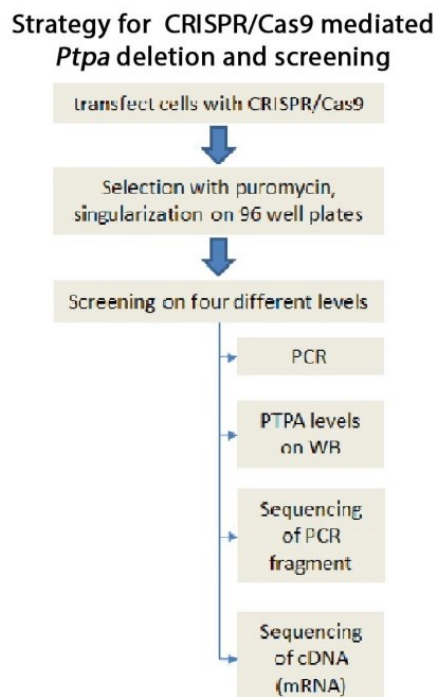 Strategy for CRISPR/Cas9 mediated
Ptpa deletion and screening
transfect cells with CRISPR/Cas9
Selection with puromycin,
singularization on 96 well plates
Screening on four different levels
PCR
PTPA levels
on WB
Sequencing
of PCR
fragment
Sequencing
of cDNA
(mRNA)